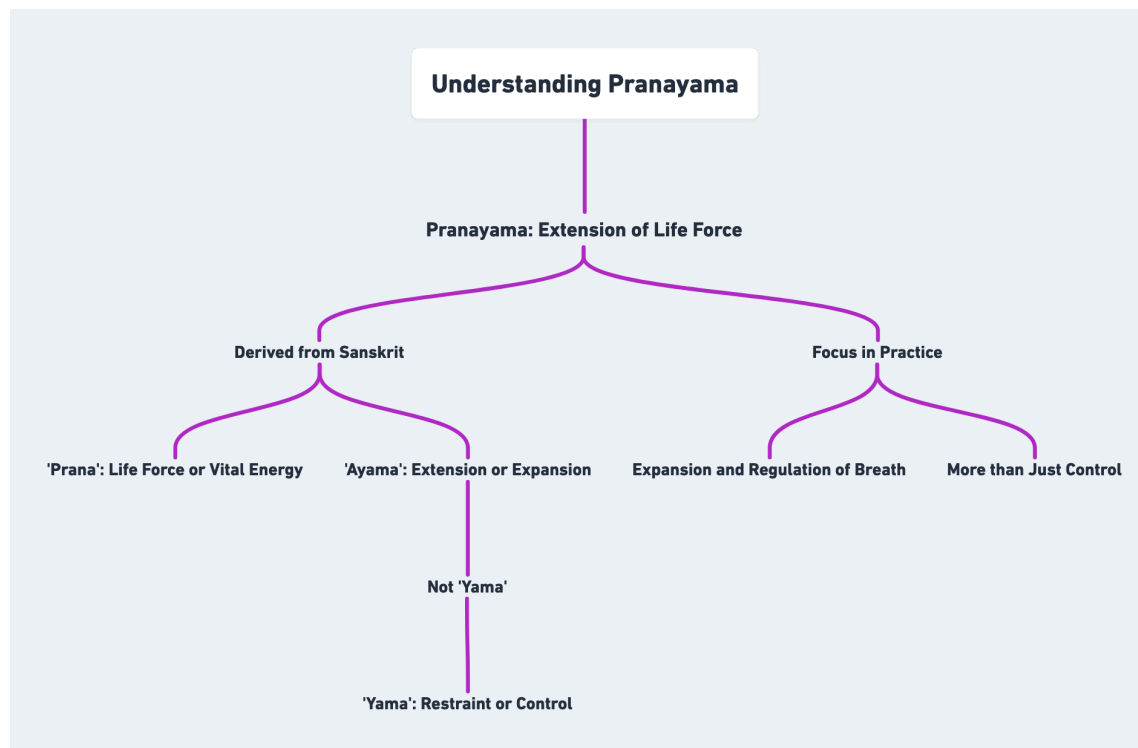 Understanding Pranayama
Pranayama: Extension of Life Force
Derived from Sanskrit
Focus in Practice
'Prana': Life Force or Vital Energy
'Ayama': Extension or Expansion
Expansion and Regulation of Breath
More than Just Control
Not 'Yama'
'Yama': Restraint or Control